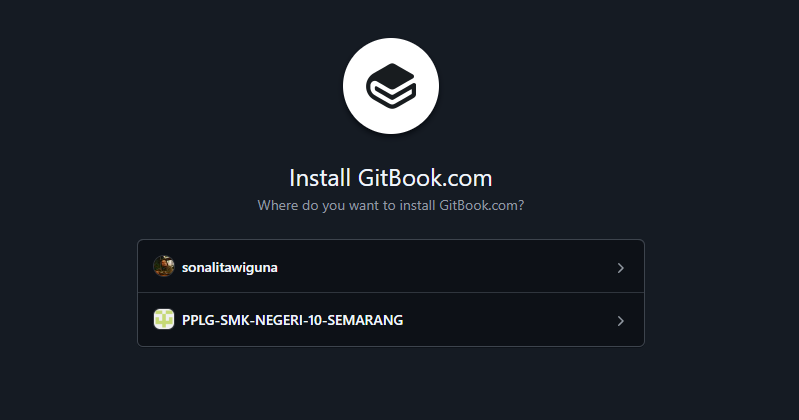 Install GitBook.com
Where do you want to install GitBook.com?
sonalitawiguna
PPLG-SMK-NEGERI-10-SEMARANG